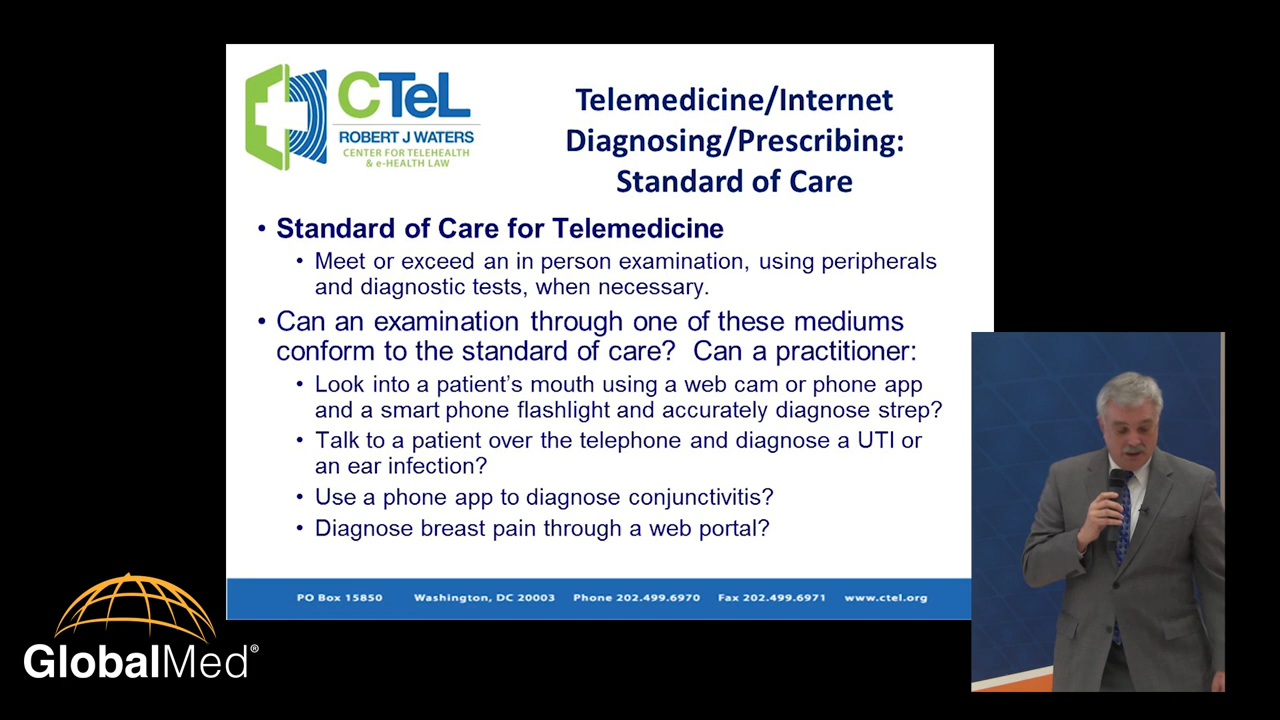 CTeL
ROBERT J WATERS
CENTER FOR TELEHEALTH
& e-HEALTH LAW
Telemedicine/Internet
Diagnosing/Prescribing:
Standard of Care
• Standard of Care for Telemedicine
• Meet or exceed an in person examination, using peripherals
and diagnostic tests, when necessary.
• Can an examination through one of these mediums
conform to the standard of care?  Can a practitioner:
• Look into a patient's mouth using a web cam or phone app
and a smart phone flashlight and accurately diagnose strep?
• Talk to a patient over the telephone and diagnose a UTI or
an ear infection?
• Use a phone app to diagnose conjunctivitis?
• Diagnose breast pain through a web portal?
PO Box 15850 Washington, DC 20003 Phone 202.499.6970 Fax 202.499.6971 www.ctel.org
GlobalMed®